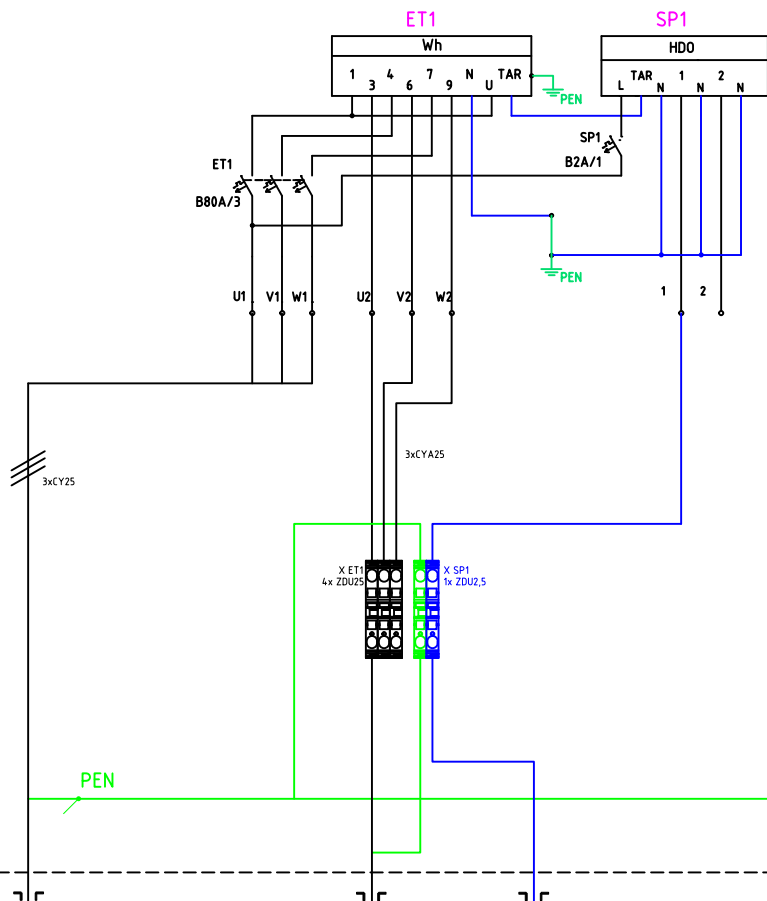 ET1 SP1
Wh HDO
1 3 4 6 7 9 N U TAR
L TAR N 1 N 2 N
PEN
SP1
B2A/1
ET1
B80A/3
PEN
U1 V1 W1 U2 V2 W2 1 2
3xCYA25
3xCY25
X ET1
4x ZDU25
X SP1
1x ZDU2,5
PEN